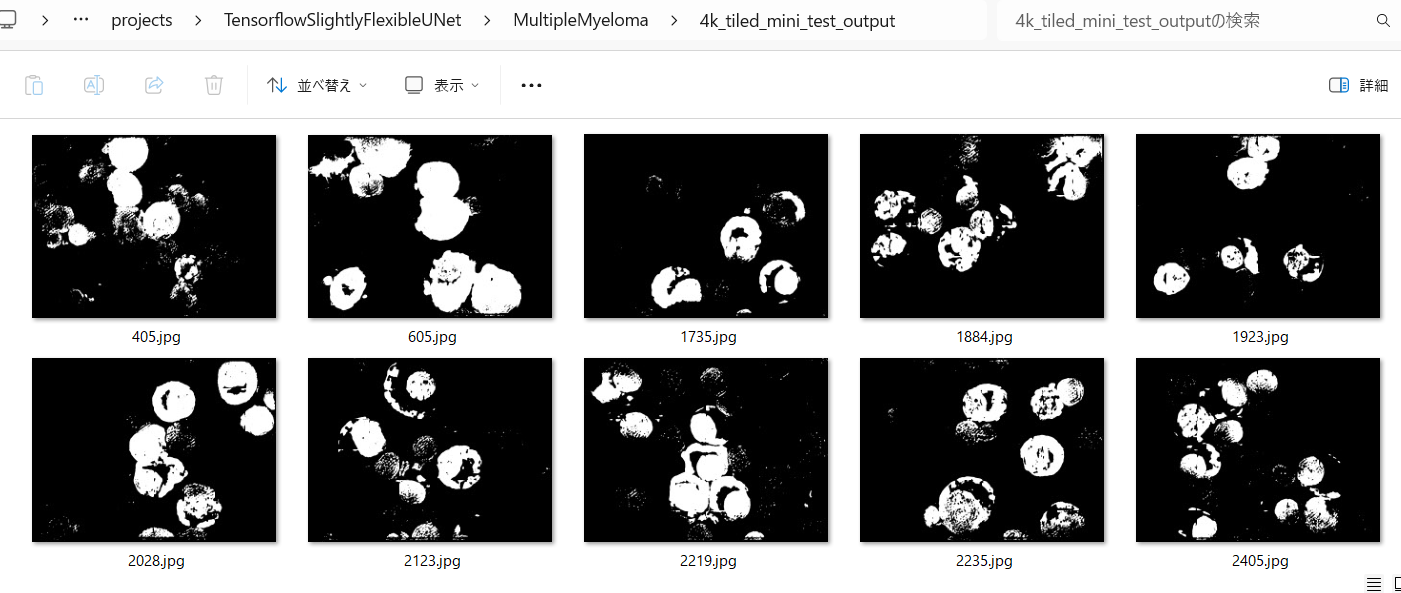 … projects > TensorflowSlightlyFlexibleUNet > MultipleMyeloma > 4k_tiled_mini_test_output
4k_tiled_mini_test_outputの検索
並べ替え
表示
詳細
405.jpg
605.jpg
1735.jpg
1884.jpg
1923.jpg
2028.jpg
2123.jpg
2219.jpg
2235.jpg
2405.jpg